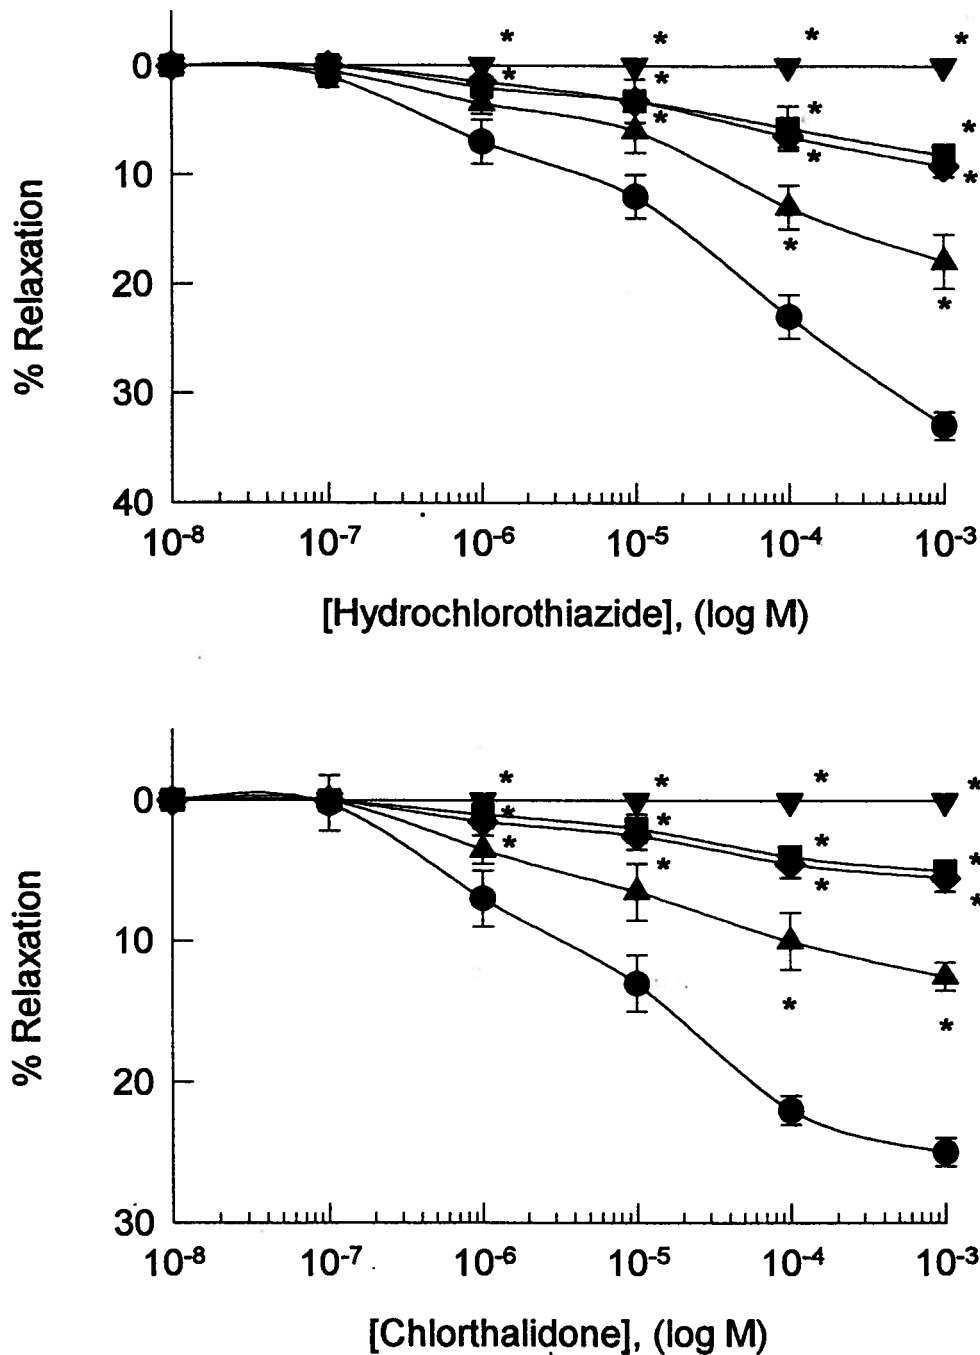 % Relaxation
0
10
20
30
40
* * * *
* * * *
* * *
* *
10-8 10-7 10-6 10-5 10-4 10-3
[Hydrochlorothiazide], (log M)
% Relaxation
0
10
20
30
* * * *
* * * *
* * * *
* *
10-8 10-7 10-6 10-5 10-4 10-3
[Chlorthalidone], (log M)